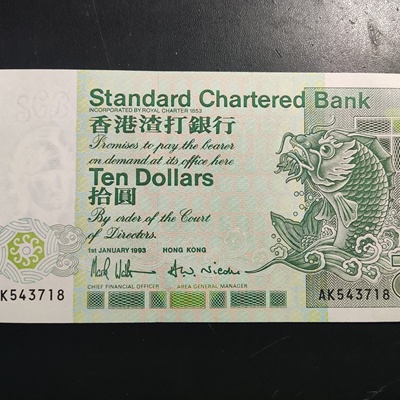 Standard Chartered Bank
INCORPORATED BY ROYAL CHARTER 1853
香港渣打銀行
Promises to pay the bearer
on demand at its office here
Ten Dollars
拾圓
By order of the Court
of Directors.
1st JANUARY 1993 HONG KONG
CHIEF FINANCIAL OFFICER AREA GENERAL MANAGER
K543718
AK543718